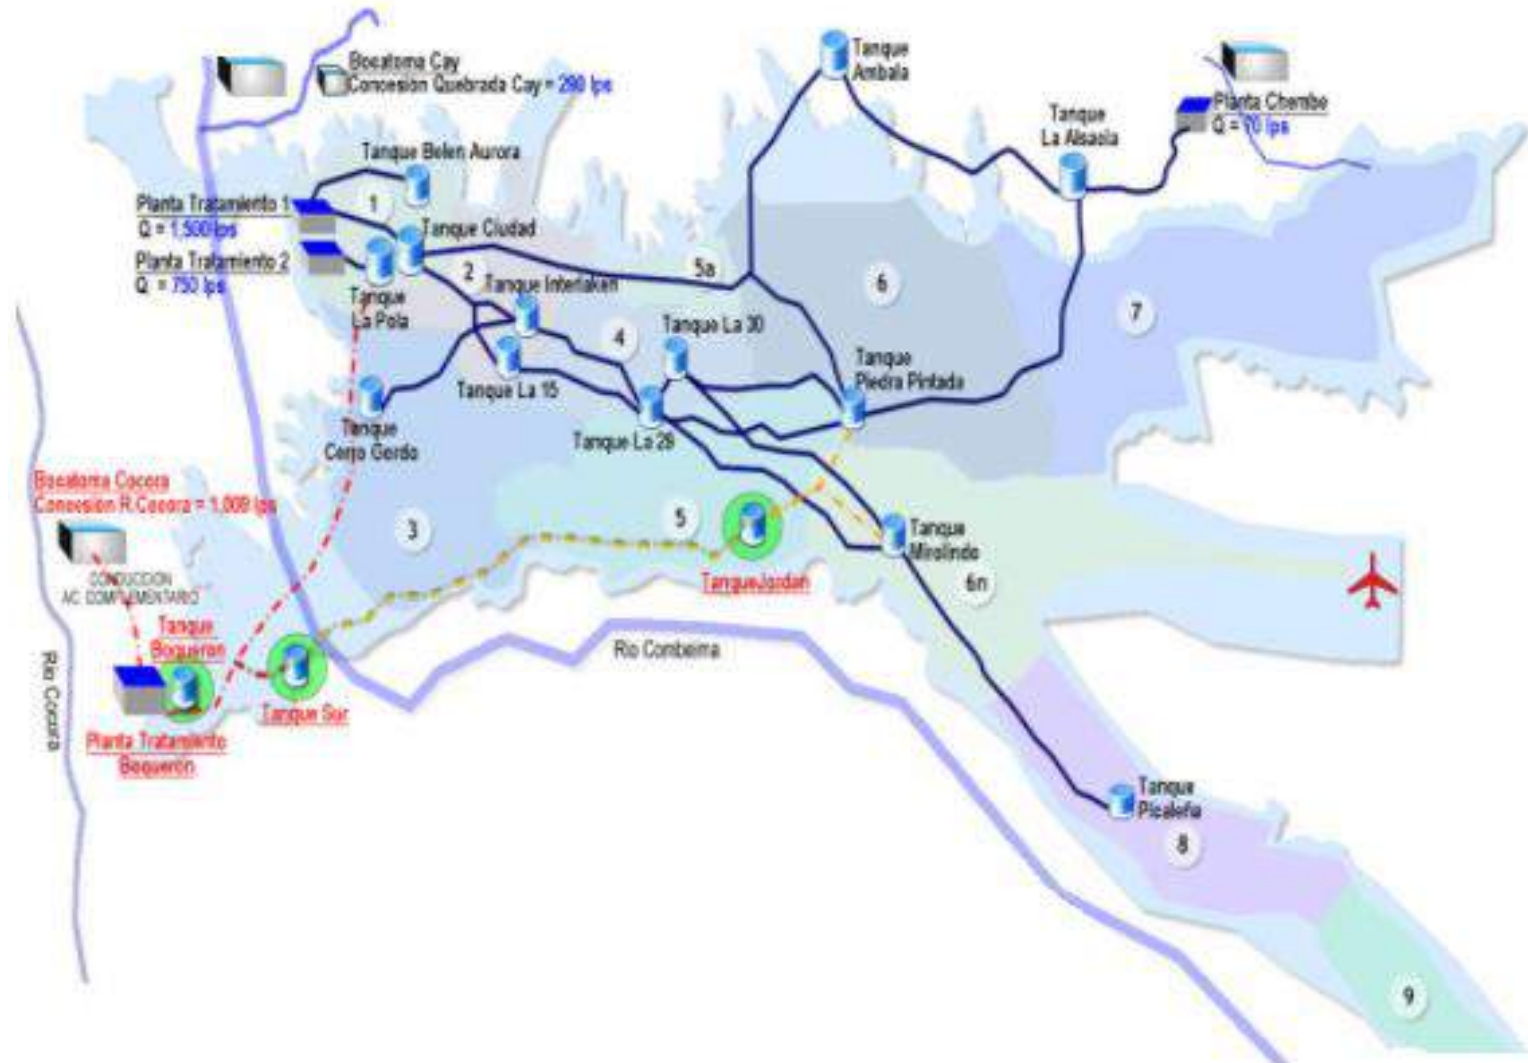 Bocatoma Cay
Concesión Quebrada Cay = 280 lps
Tanque
Ambala
Planta Chembe
Q = 70 lps
Tanque
La Alsacia
Tanque Belen Aurora
Planta Tratamiento 1
Q = 1,500 lps
1
Tanque Ciudad
Planta Tratamiento 2
Q = 750 lps
2
5a
6
7
Tanque Interlaken
Tanque
La Pola
4
Tanque La 30
Tanque
Piedra Pintada
Tanque La 15
Tanque
Cerro Gordo
Tanque La 29
Bocatoma Cocora
Concesion R.Cocora = 1,009 lps
3
5
Tanque
Mirolindo
CONDUCCION
AC. COMPLEMENTARIO
TanqueJordan
6n
Tanque
Boqueron
Rio Combeima
Rio Cocora
Tanque Sur
Planta Tratamiento
Boquerón
Tanque
Picaleña
8
9